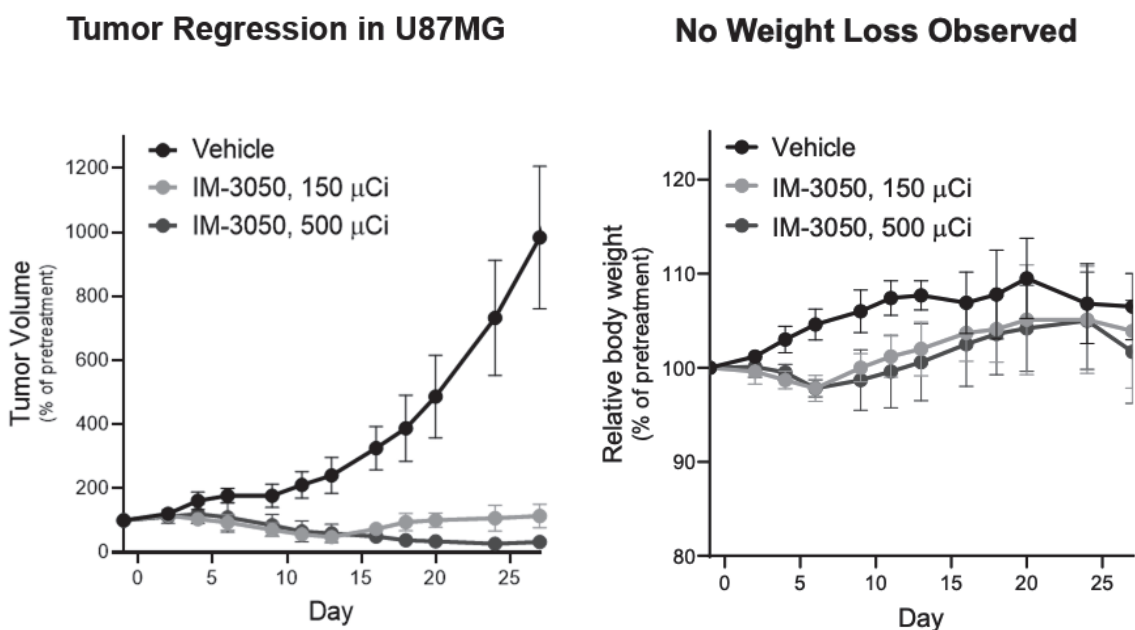 Tumor Regression in U87MG
Vehicle
IM-3050, 150 μCi
IM-3050, 500 μCi
1200
1000
800
600
400
200
0
Tumor Volume
(% of pretreatment)
0 5 10 15 20 25
Day
No Weight Loss Observed
Vehicle
IM-3050, 150 μCi
IM-3050, 500 μCi
120
110
100
90
80
Relative body weight
(% of pretreatment)
0 5 10 15 20 25
Day